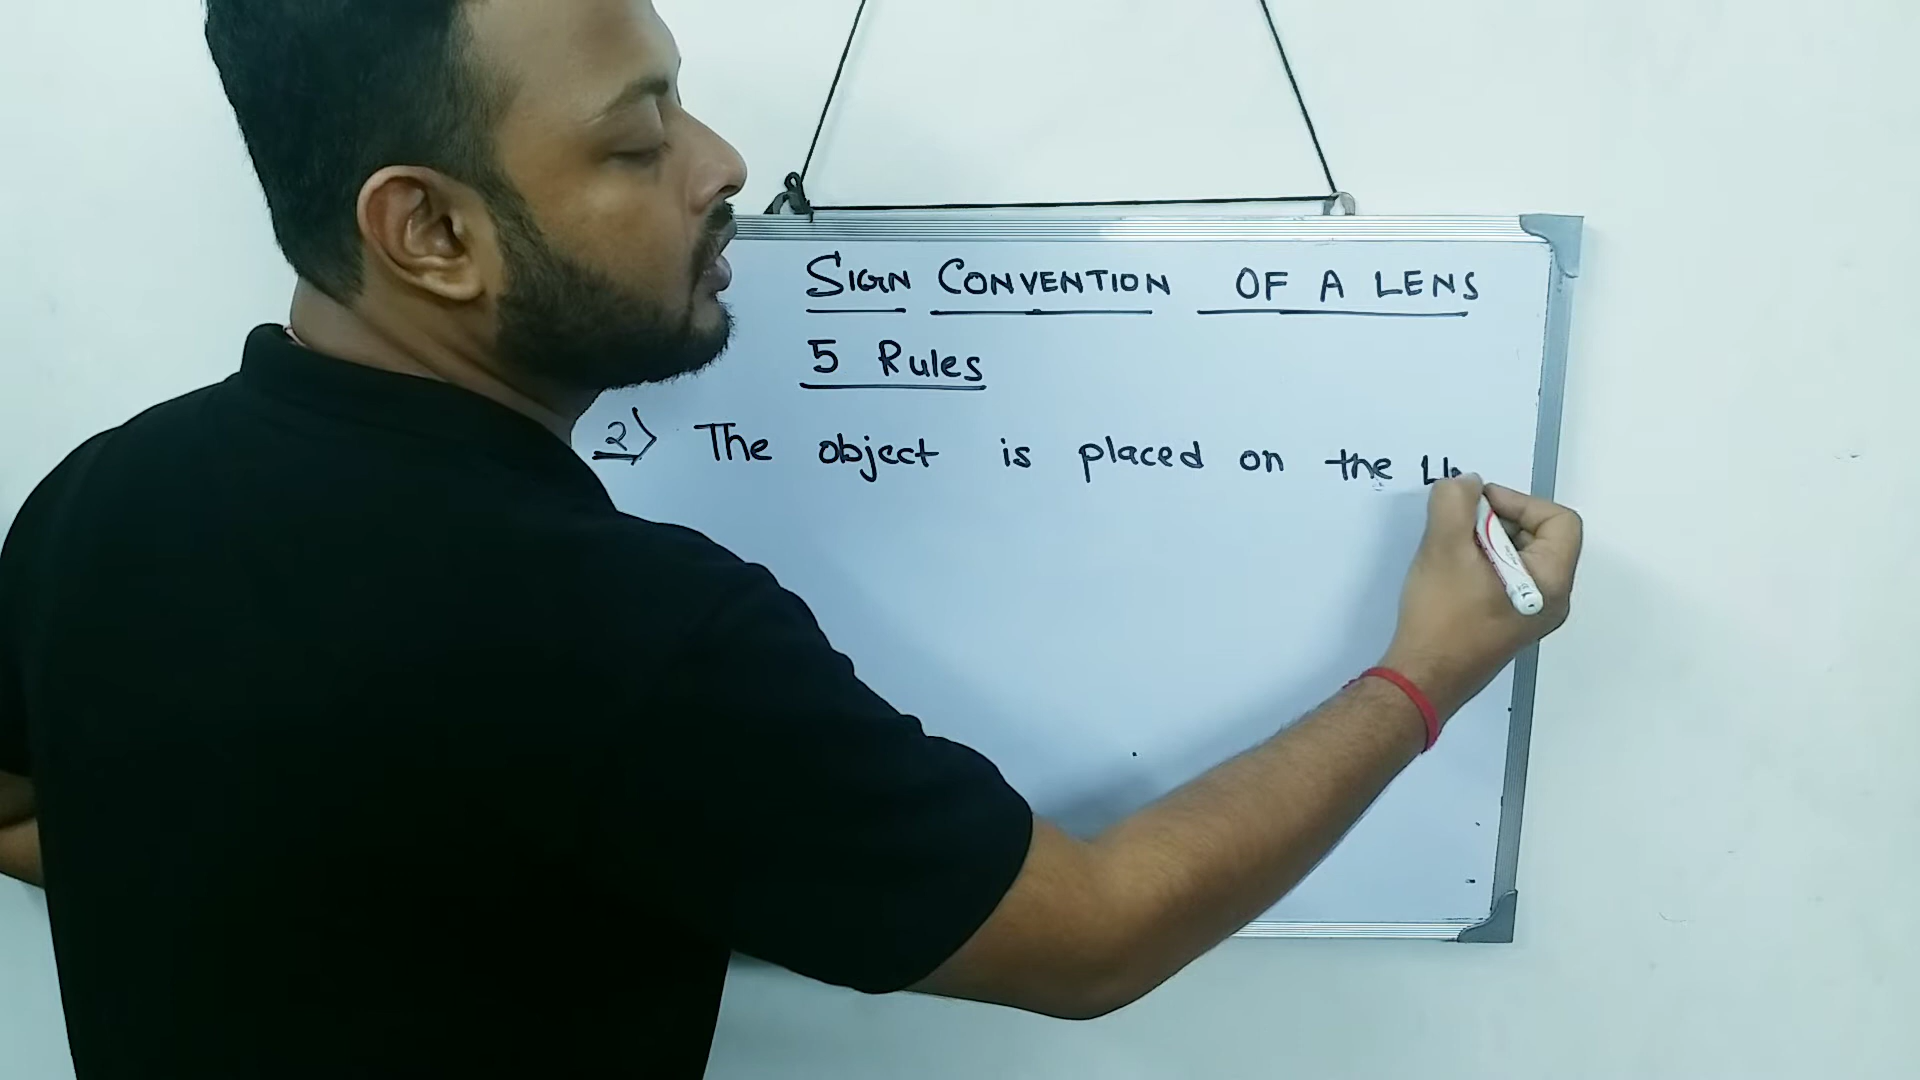 SIGN CONVENTION OF A LENS
5 Rules
2) The object is placed on the